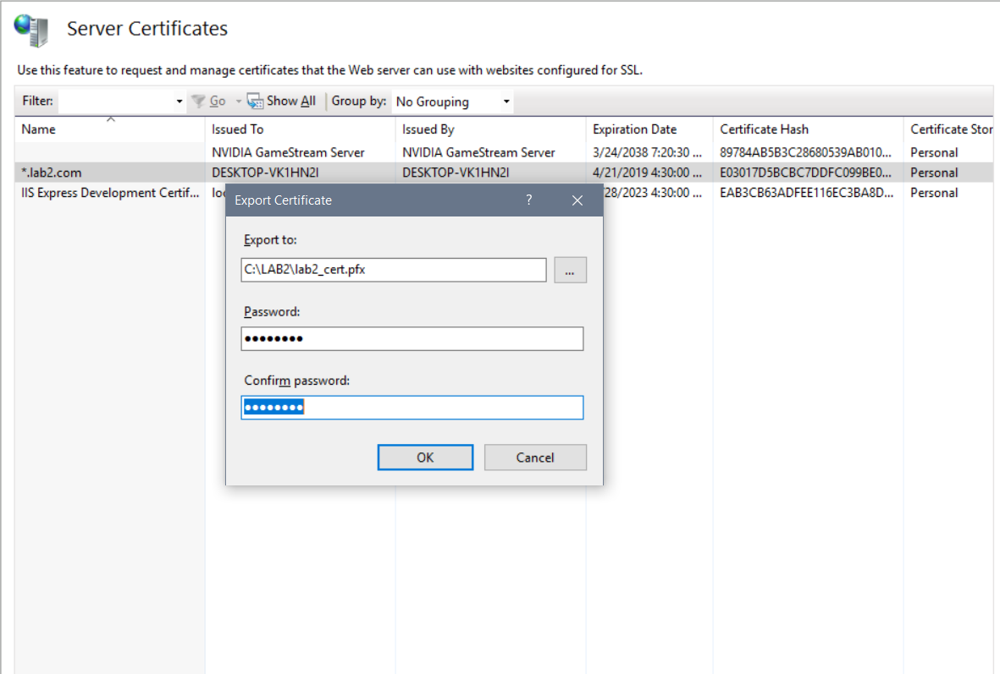 Server Certificates
Use this feature to request and manage certificates that the Web server can use with websites configured for SSL.
Filter: Go Show All Group by: No Grouping
Name Issued To Issued By Expiration Date Certificate Hash Certificate Stor
NVIDIA GameStream Server NVIDIA GameStream Server 3/24/2038 7:20:30 ... 89784AB5B3C28680539AB010... Personal
*.lab2.com DESKTOP-VK1HN2I DESKTOP-VK1HN2I 4/21/2019 4:30:00 ... E03017D5BCBC7DDFC099BE0... Personal
IIS Express Development Certif... loc /28/2023 4:30:00 ... EAB3CB63ADFEE116EC3BA8D... Personal
Export Certificate ?
Export to:
C:\LAB2\lab2_cert.pfx ...
Password:
●●●●●●●●
Confirm password:
●●●●●●●●
OK Cancel